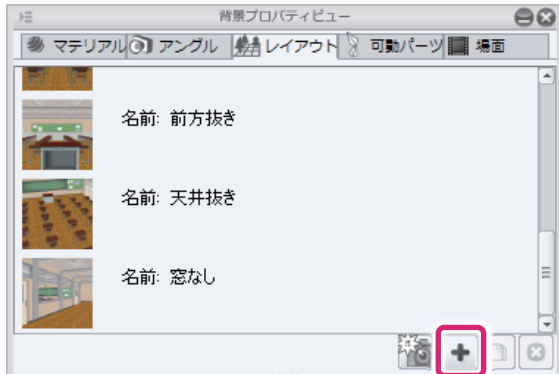 背景プロパティビュー
マテリアル アングル レイアウト 可動パーツ 場面
名前: 前方抜き
名前: 天井抜き
名前: 窓なし